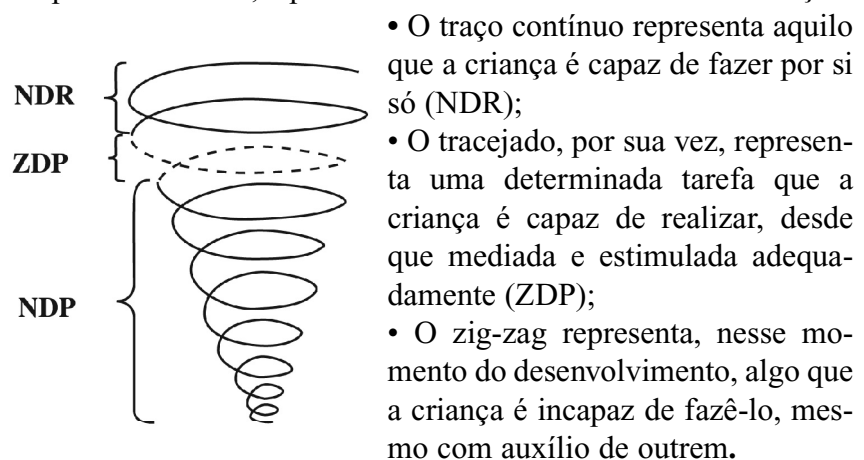 • O traço contínuo representa aquilo
que a criança é capaz de fazer por si
só (NDR);
• O tracejado, por sua vez, represen-
ta uma determinada tarefa que a
criança é capaz de realizar, desde
que mediada e estimulada adequa-
damente (ZDP);
• O zig-zag representa, nesse mo-
mento do desenvolvimento, algo que
a criança é incapaz de fazê-lo, mes-
mo com auxílio de outrem.
NDR
ZDP
NDP